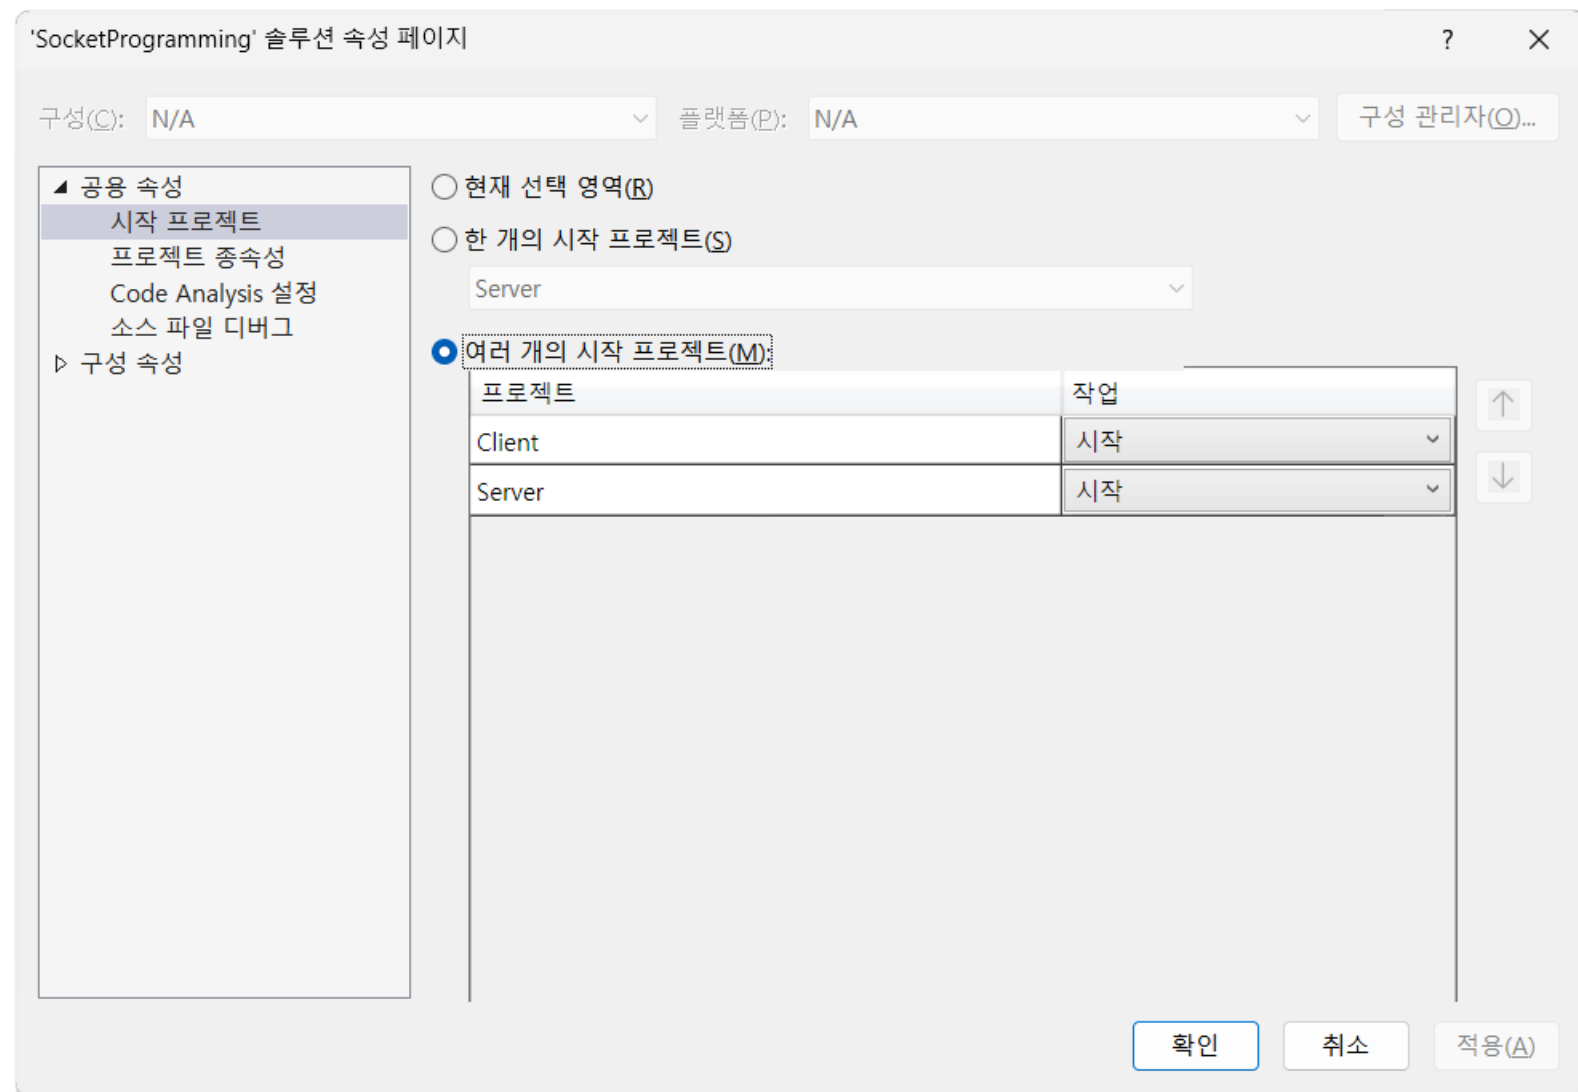 'SocketProgramming' 솔루션 속성 페이지
?
구성(C): N/A 플랫폼(P): N/A 구성 관리자(O)...
공용 속성
시작 프로젝트
프로젝트 종속성
Code Analysis 설정
소스 파일 디버그
구성 속성
현재 선택 영역(R)
한 개의 시작 프로젝트(S)
Server
여러 개의 시작 프로젝트(M):
프로젝트 작업
Client 시작
Server 시작
확인 취소 적용(A)